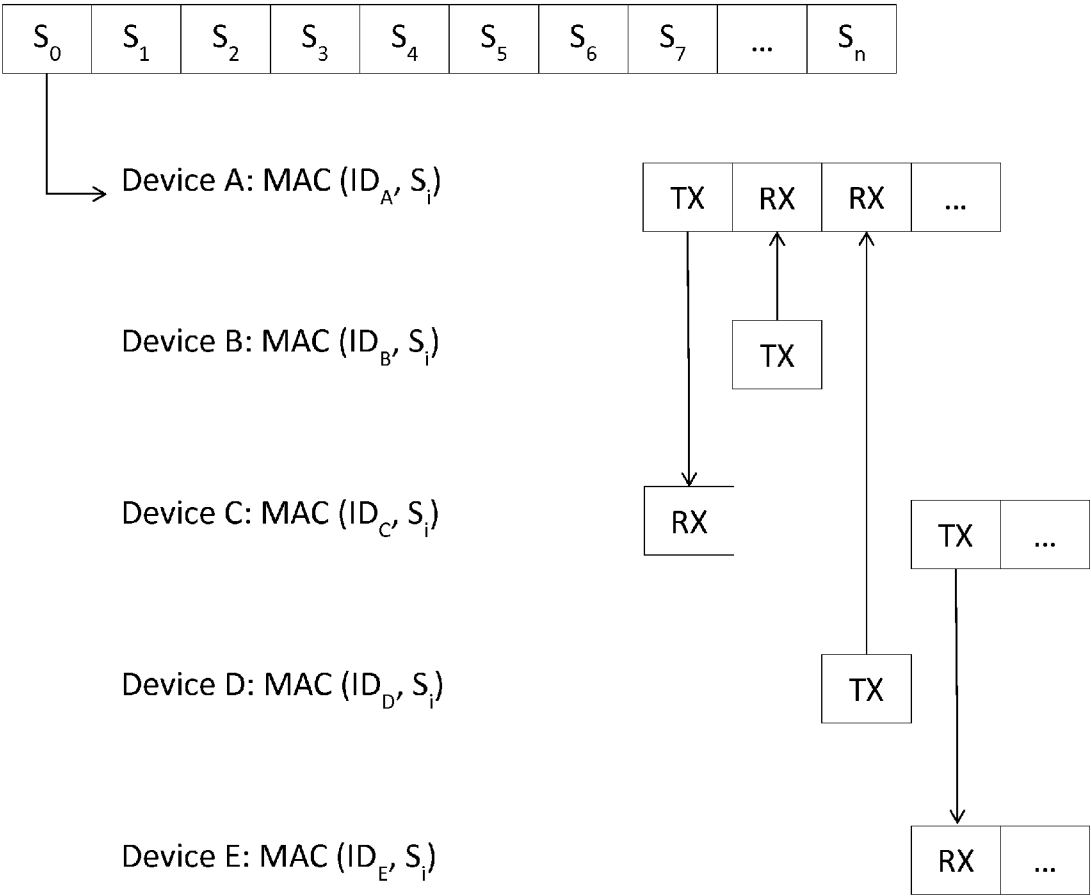 S0 S1 S2 S3 S4 S5 S6 S7 ... Sn
Device A: MAC (IDA, Si) TX RX RX ...
Device B: MAC (IDB, Si) TX
Device C: MAC (IDC, Si) RX TX ...
Device D: MAC (IDD, Si) TX
Device E: MAC (IDE, Si) RX ...